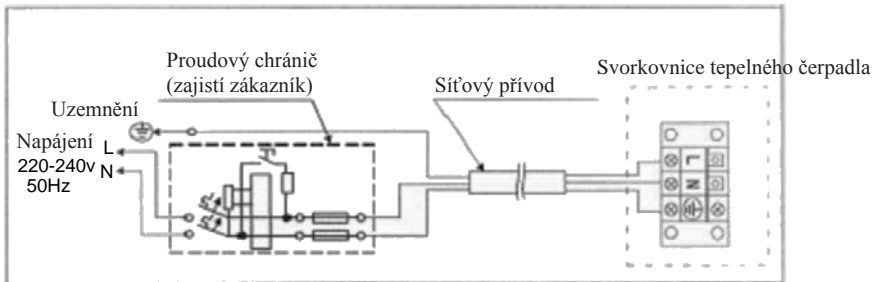 Proudový chránič
(zajistí zákazník)
Síťový přívod
Svorkovnice tepelného čerpadla
Uzemnění
Napájení L
220-240v N
50Hz
L
N